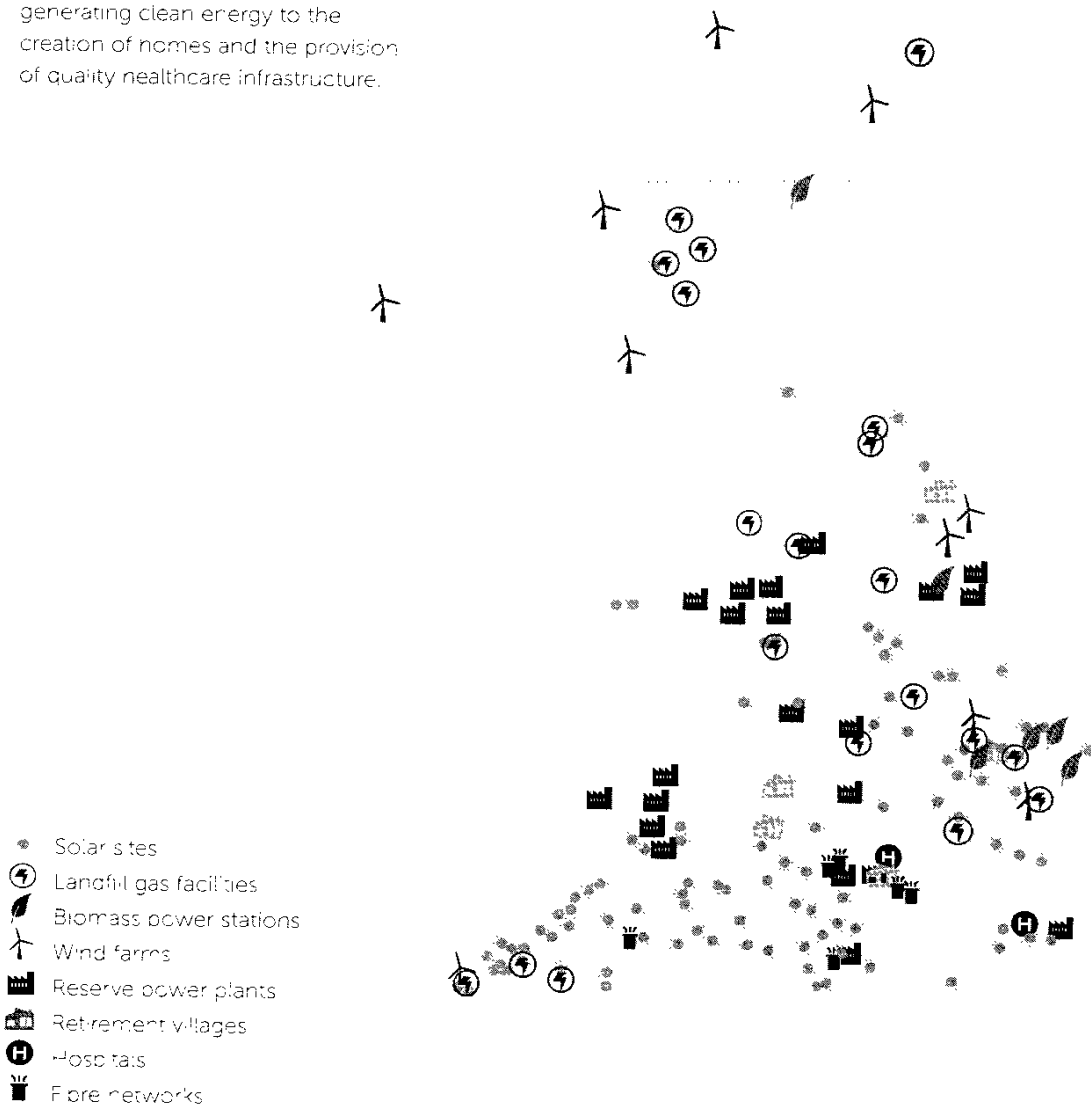 generating clean energy to the
creation of homes and the provision
of quality healthcare infrastructure.
Solar sites
Landfill gas facilities
Biomass power stations
Wind farms
Reserve power plants
Retirement villages
Hospitals
Fibre networks